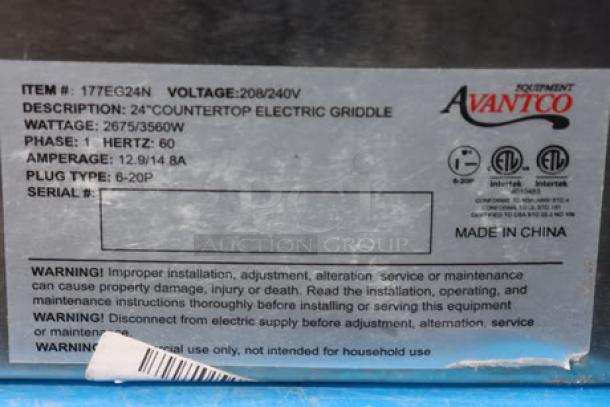 ITEM #: 177EG24N VOLTAGE:208/240V
DESCRIPTION: 24"COUNTERTOP ELECTRIC GRIDDLE
WATTAGE: 2675/3560W
PHASE: 1 HERTZ: 60
AMPERAGE: 12.9/14.8A
PLUG TYPE: 6-20P
SERIAL #:
EQUIPMENT
AVANTCO
ETL ETL
6-20P Intertek Intertek
MADE IN CHINA
AUCTION GROUP
WARNING! Improper installation, adjustment, alteration, service or maintenance
can cause property damage, injury or death. Read the installation, operating, and
maintenance instructions thoroughly before installing or serving this equipment
WARNING! Disconnect from electric supply before adjustment, alternation, service
or maintenance
WARNING cial use only, not intended for household use